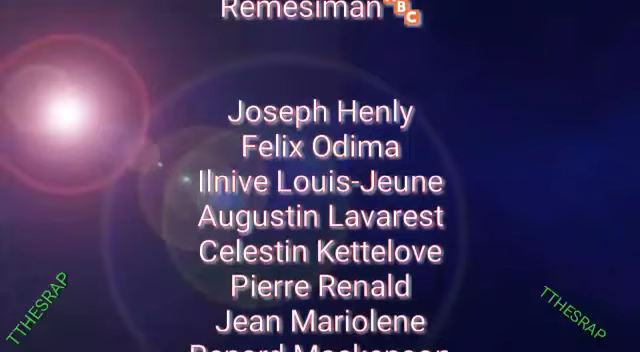 Remesiman
Joseph Henly
Felix Odima
Ilnive Louis-Jeune
Augustin Lavarest
Celestin Kettelove
Pierre Renald
Jean Mariolene
TTHESRAP
TTHESRAP